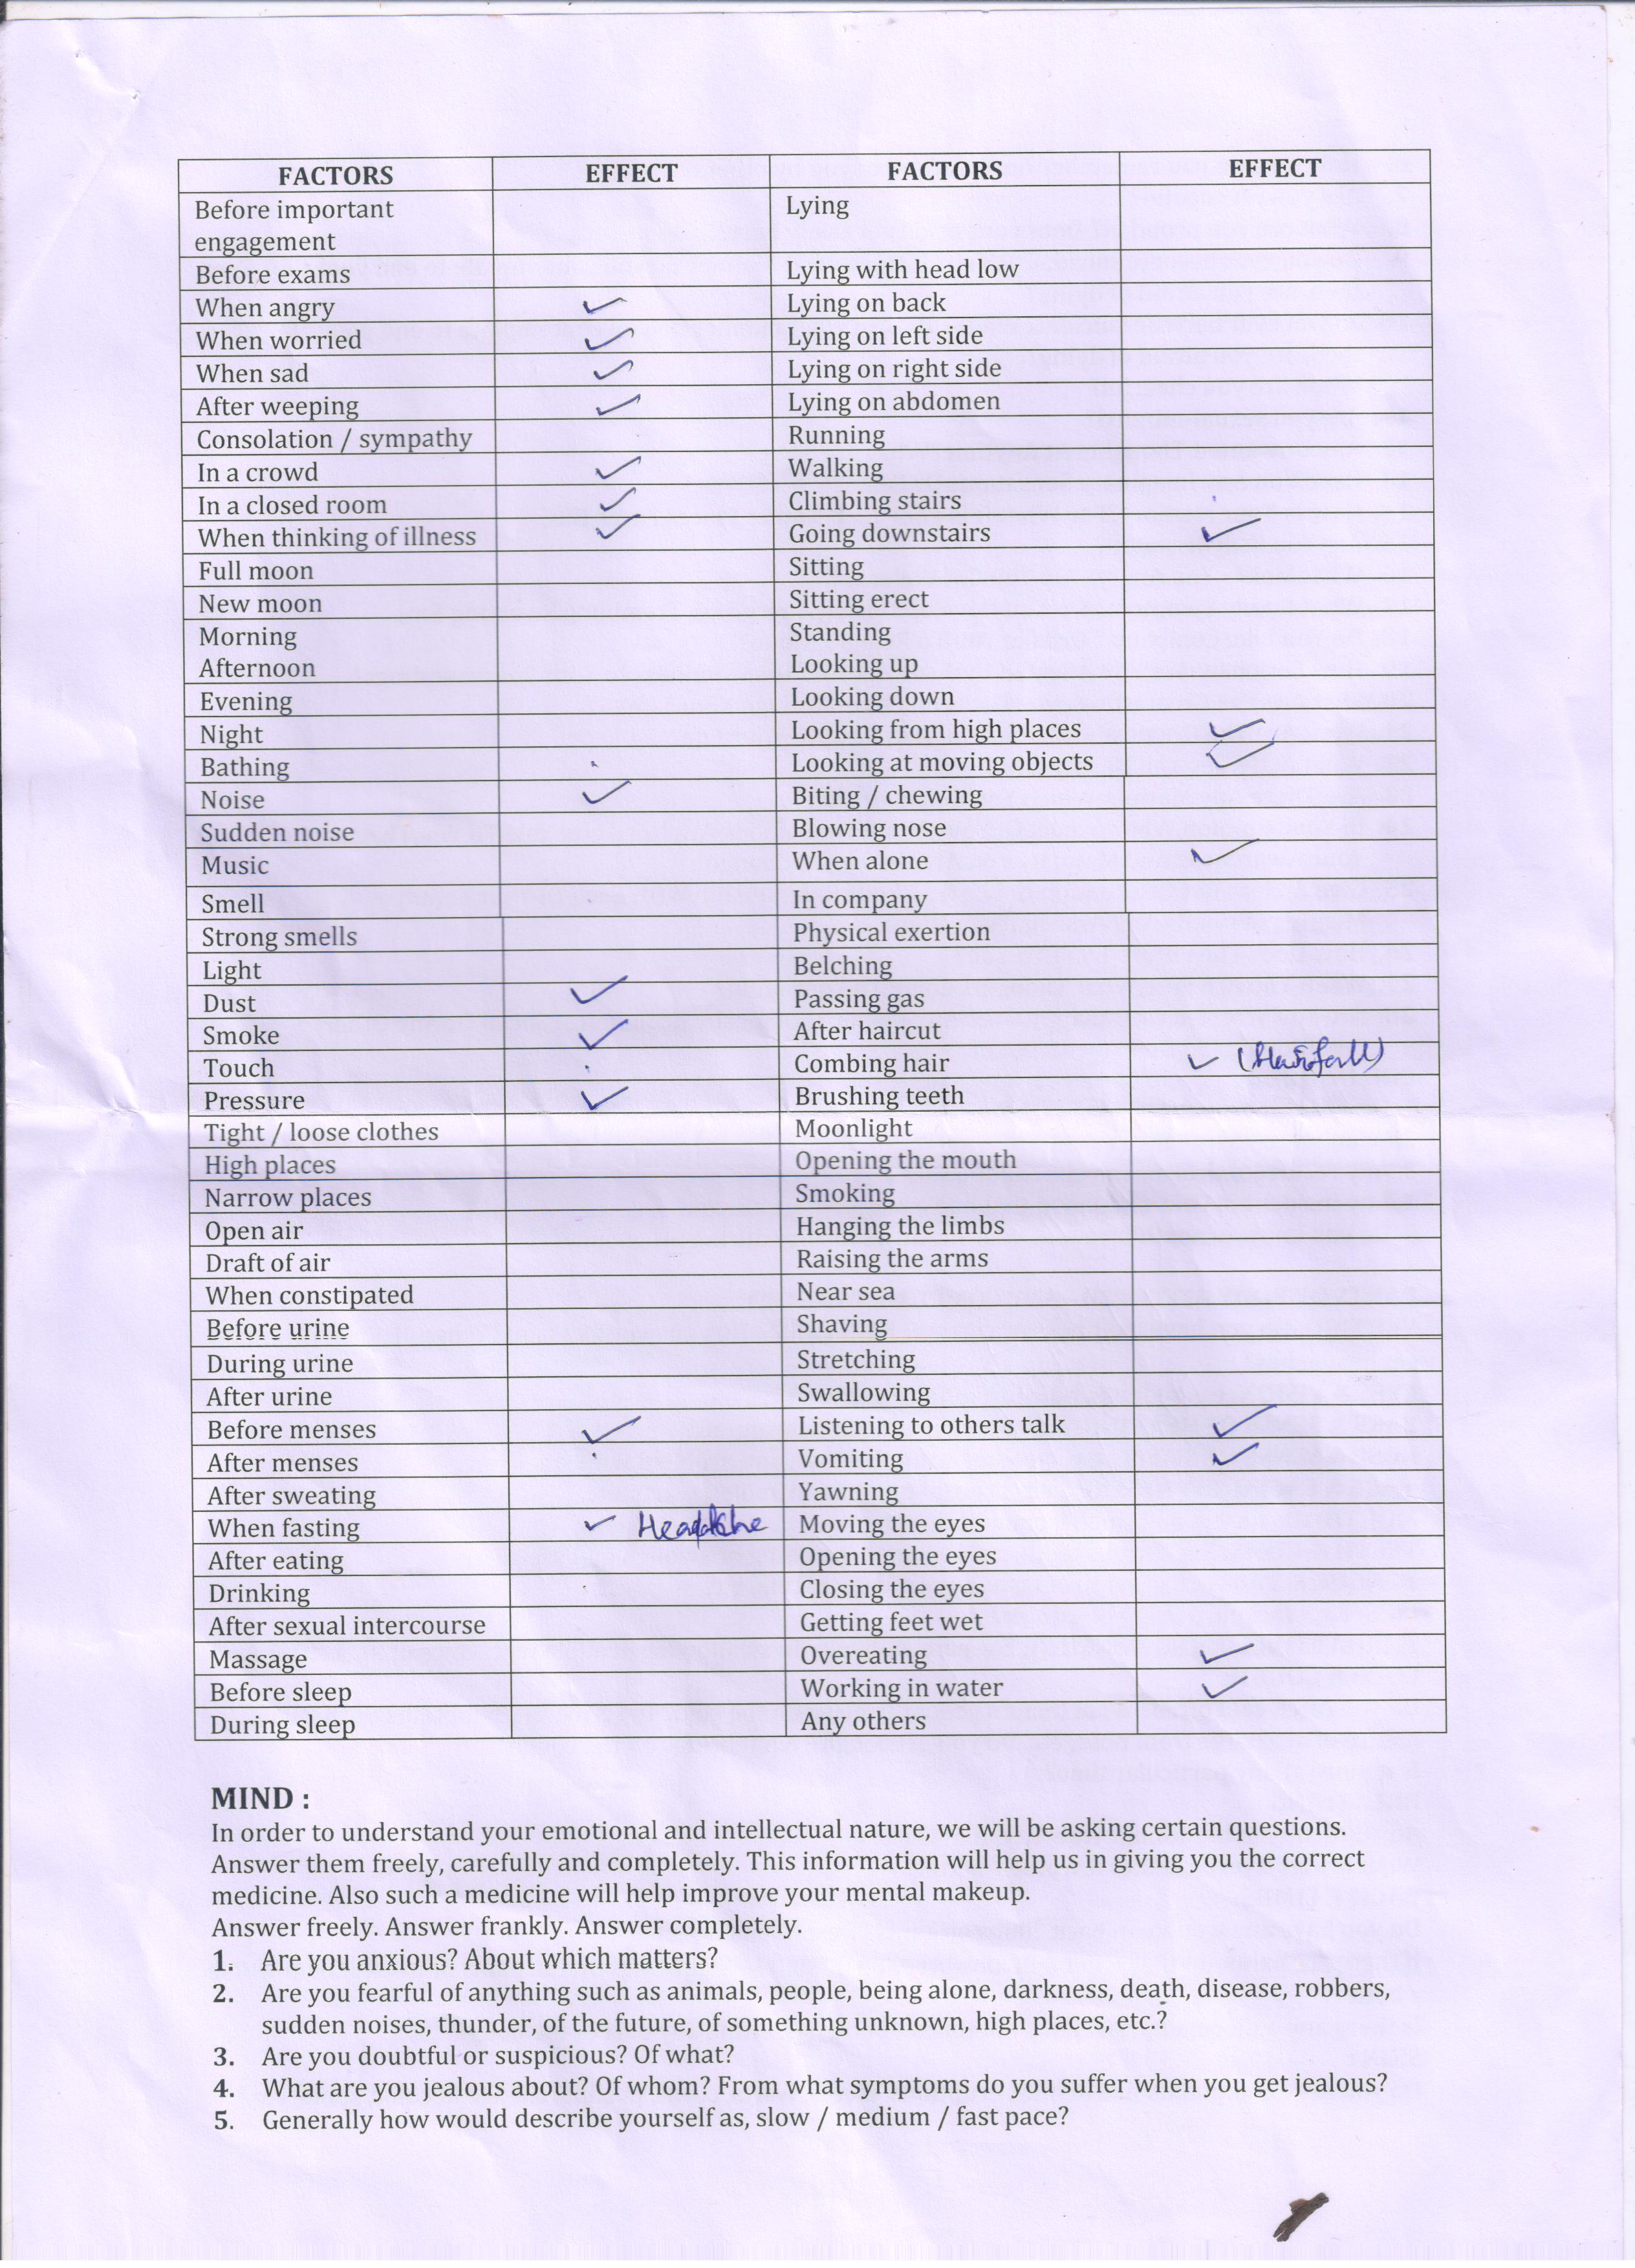 FACTORS EFFECT FACTORS EFFECT
Before important Lying
engagement
Before exams Lying with head low
When angry ✓ Lying on back
When worried ✓ Lying on left side
When sad ✓ Lying on right side
After weeping ✓ Lying on abdomen
Consolation / sympathy Running
In a crowd ✓ Walking
In a closed room ✓ Climbing stairs
When thinking of illness ✓ Going downstairs ✓
Full moon Sitting
New moon Sitting erect
Morning Standing
Afternoon Looking up
Evening Looking down
Night Looking from high places ✓
Bathing Looking at moving objects ✓
Noise ✓ Biting / chewing
Sudden noise Blowing nose
Music When alone ✓
Smell In company
Strong smells Physical exertion
Light Belching
Dust ✓ Passing gas
Smoke ✓ After haircut
Touch Combing hair ✓ (Hairfall)
Pressure ✓ Brushing teeth
Tight / loose clothes Moonlight
High places Opening the mouth
Narrow places Smoking
Open air Hanging the limbs
Draft of air Raising the arms
When constipated Near sea
Before urine Shaving
During urine Stretching
After urine Swallowing
Before menses ✓ Listening to others talk ✓
After menses Vomiting ✓
After sweating Yawning
When fasting ✓ Headache Moving the eyes
After eating Opening the eyes
Drinking Closing the eyes
After sexual intercourse Getting feet wet
Massage Overeating ✓
Before sleep Working in water ✓
During sleep Any others
MIND :
In order to understand your emotional and intellectual nature, we will be asking certain questions.
Answer them freely, carefully and completely. This information will help us in giving you the correct
medicine. Also such a medicine will help improve your mental makeup.
Answer freely. Answer frankly. Answer completely.
1. Are you anxious? About which matters?
2. Are you fearful of anything such as animals, people, being alone, darkness, death, disease, robbers,
sudden noises, thunder, of the future, of something unknown, high places, etc.?
3. Are you doubtful or suspicious? Of what?
4. What are you jealous about? Of whom? From what symptoms do you suffer when you get jealous?
5. Generally how would describe yourself as, slow / medium / fast pace?